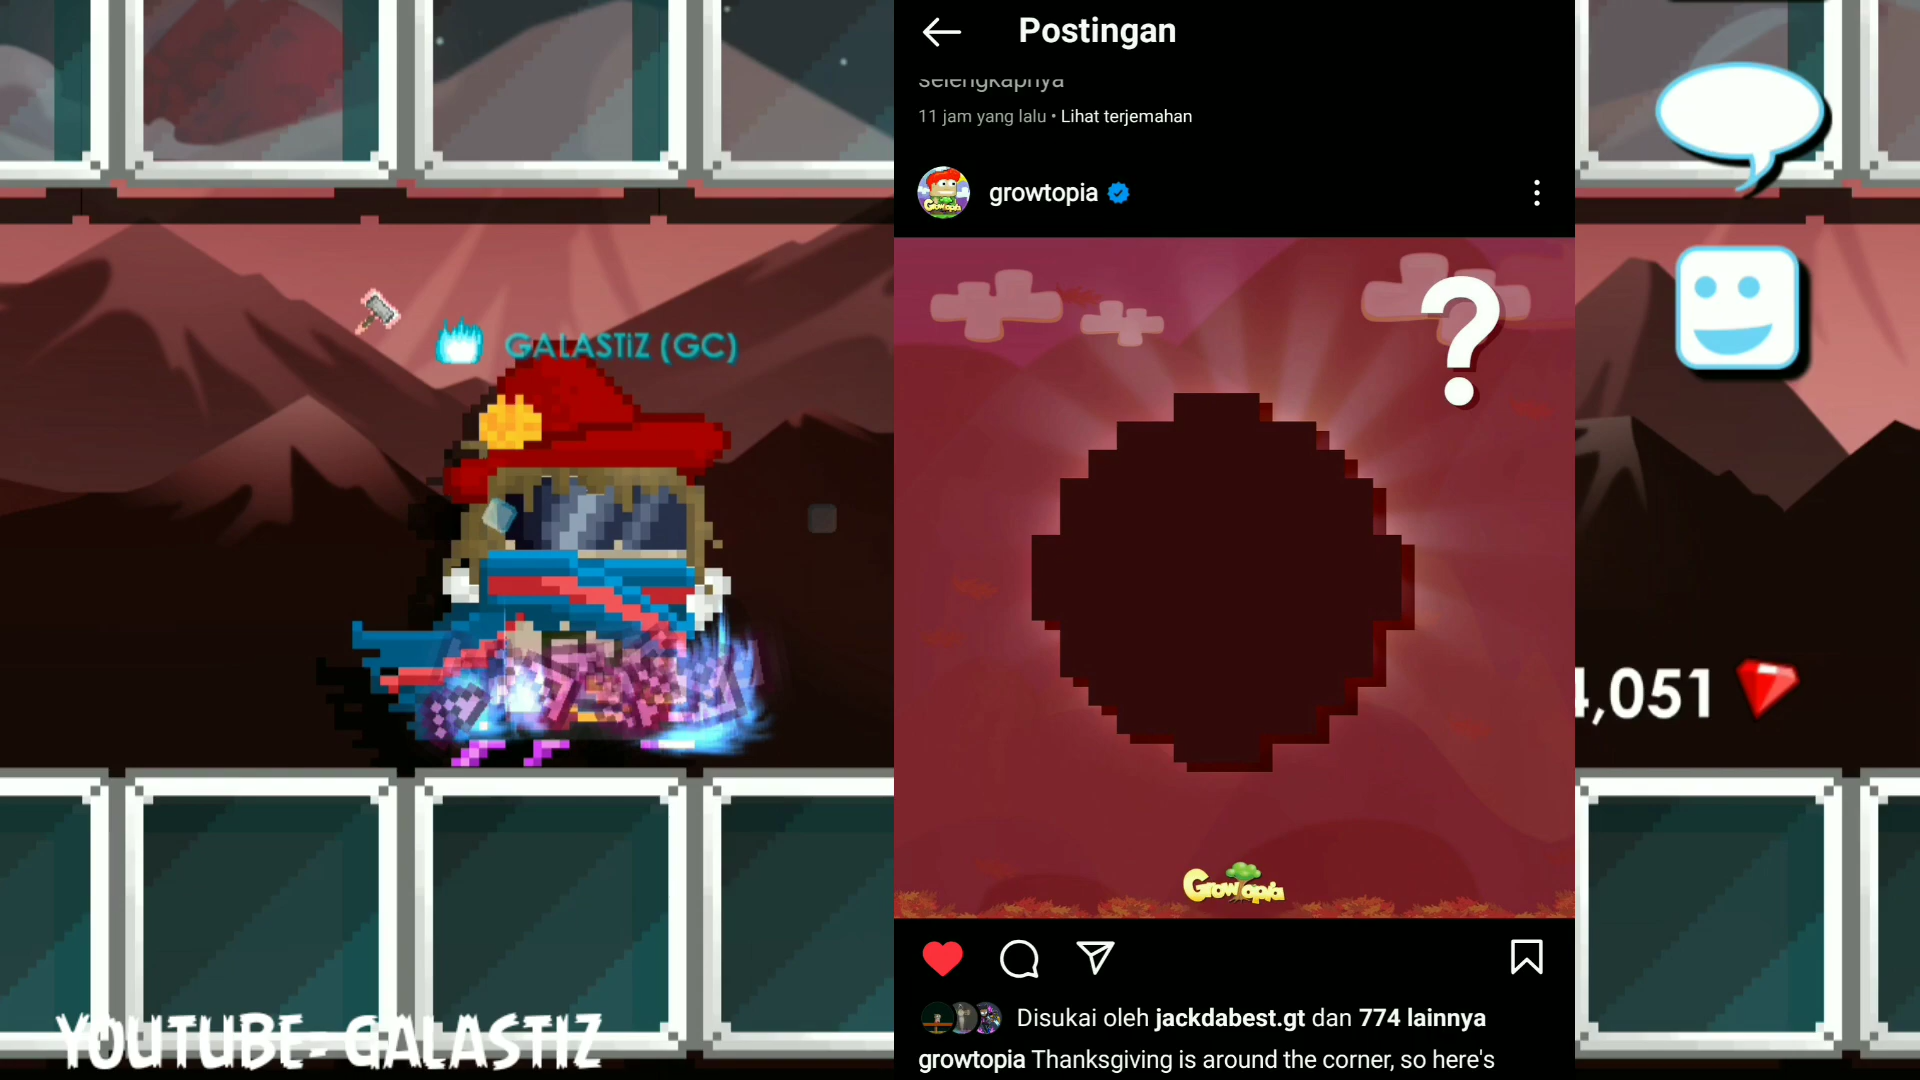 Postingan
selengkapnya
11 jam yang lalu • Lihat terjemahan
growtopia
GALASTIZ (GC)
?
4,051
Growtopia
Disukai oleh jackdabest.gt dan 774 lainnya
growtopia Thanksgiving is around the corner, so here's
YOUTUBE-GALASTIZ